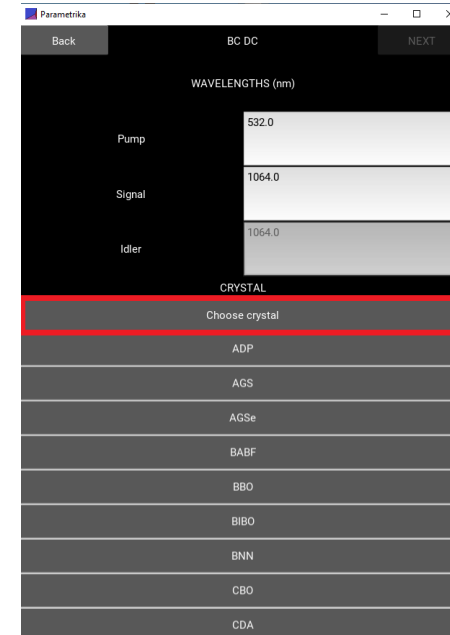 Parametrika
Back BC DC NEXT
WAVELENGTHS (nm)
Pump 532.0
Signal 1064.0
Idler 1064.0
CRYSTAL
Choose crystal
ADP
AGS
AGSe
BABF
BBO
BIBO
BNN
CBO
CDA